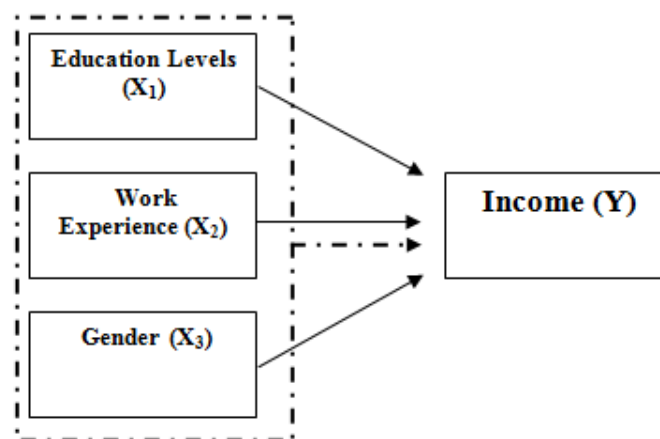 Education Levels
(X₁)
Work
Experience (X₂)
Income (Y)
Gender (X₃)